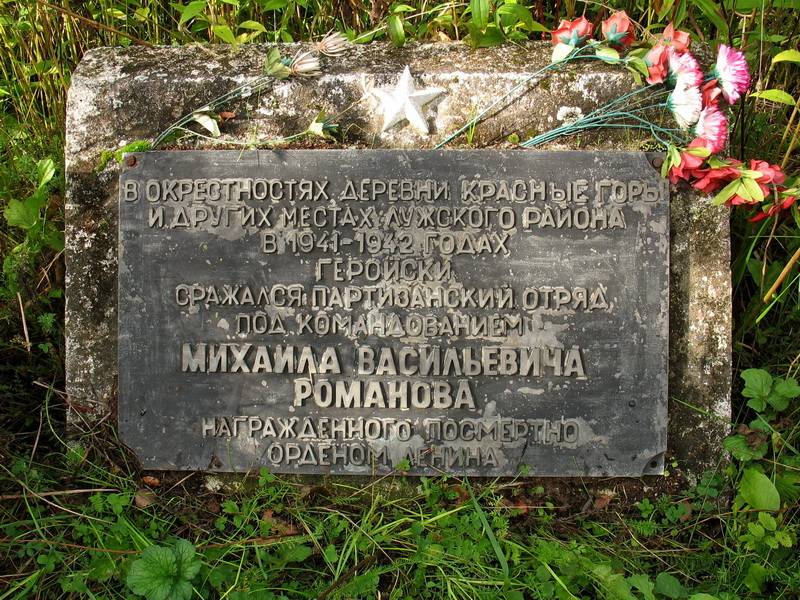 В ОКРЕСТНОСТЯХ ДЕРЕВНИ КРАСНЫЕ ГОРЫ
И ДРУГИХ МЕСТАХ ЛУЖСКОГО РАЙОНА
В 1941-1942 ГОДАХ
ГЕРОЙСКИ
СРАЖАЛСЯ ПАРТИЗАНСКИЙ ОТРЯД
ПОД КОМАНДОВАНИЕМ
МИХАИЛА ВАСИЛЬЕВИЧА
РОМАНОВА
НАГРАЖДЕННОГО ПОСМЕРТНО
ОРДЕНОМ ЛЕНИНА